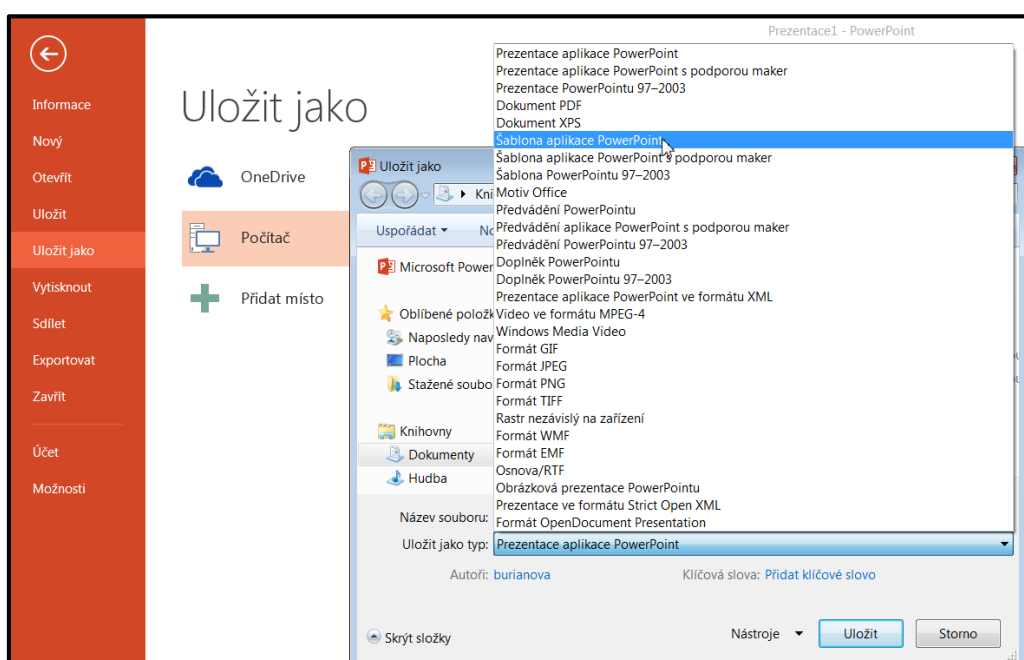 Prezentace1 - PowerPoint
Informace
Nový
Otevřít
Uložit
Uložit jako
Vytisknout
Sdílet
Exportovat
Zavřít
Účet
Možnosti
Uložit jako
OneDrive
Počítač
Přidat místo
Uložit jako
Kni
Uspořádat
Microsoft Power
Oblíbené položk
Naposledy nav
Plocha
Stažené soubo
Knihovny
Dokumenty
Hudba
Prezentace aplikace PowerPoint
Prezentace aplikace PowerPoint s podporou maker
Prezentace PowerPointu 97–2003
Dokument PDF
Dokument XPS
Šablona aplikace PowerPoint
Šablona aplikace PowerPoint s podporou maker
Šablona PowerPointu 97–2003
Motiv Office
Předvádění PowerPointu
Předvádění aplikace PowerPoint s podporou maker
Předvádění PowerPointu 97–2003
Doplněk PowerPointu
Doplněk PowerPointu 97–2003
Prezentace aplikace PowerPoint ve formátu XML
Video ve formátu MPEG-4
Windows Media Video
Formát GIF
Formát JPEG
Formát PNG
Formát TIFF
Rastr nezávislý na zařízení
Formát WMF
Formát EMF
Osnova/RTF
Obrázková prezentace PowerPointu
Prezentace ve formátu Strict Open XML
Formát OpenDocument Presentation
Název souboru:
Uložit jako typ: Prezentace aplikace PowerPoint
Autoři: burianova Klíčová slova: Přidat klíčové slovo
Skrýt složky Nástroje Uložit Storno